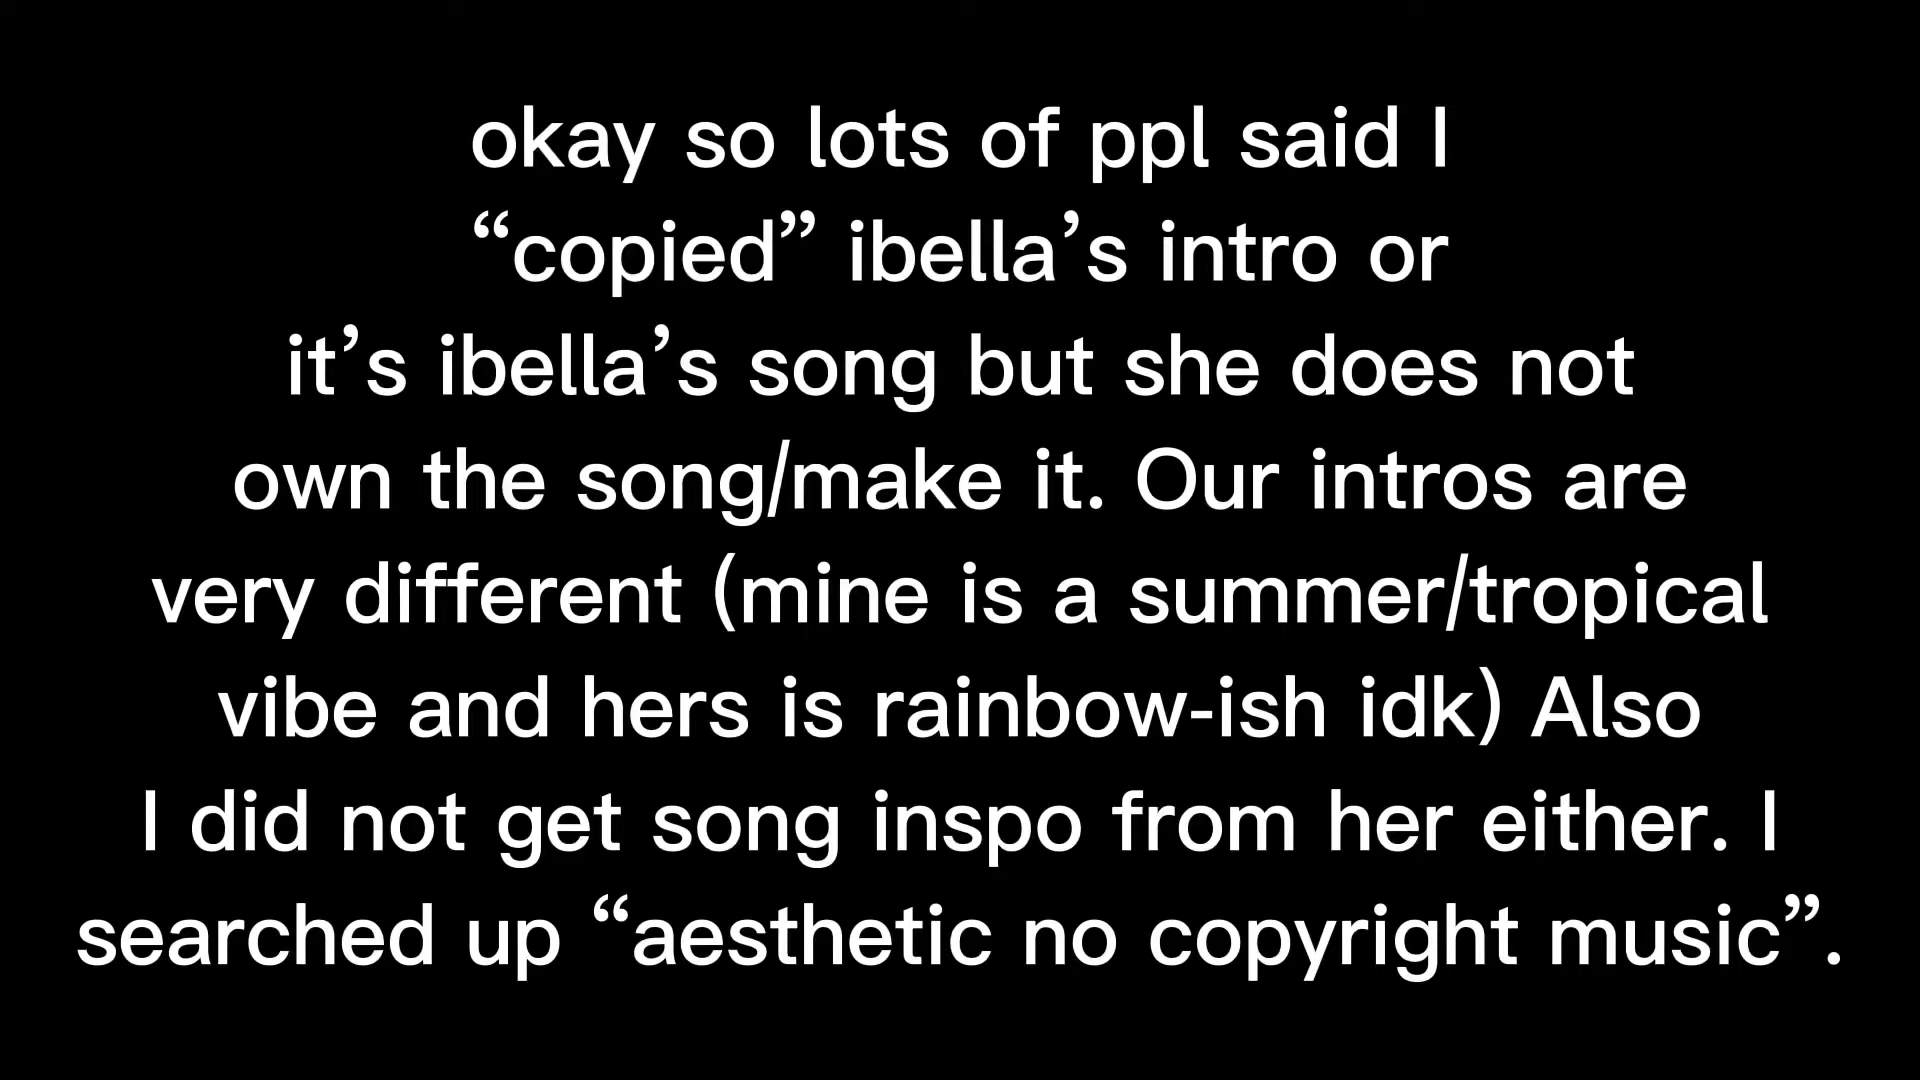 okay so lots of ppl said I
“copied” ibella’s intro or
it’s ibella’s song but she does not
own the song/make it. Our intros are
very different (mine is a summer/tropical
vibe and hers is rainbow-ish idk) Also
I did not get song inspo from her either. I
searched up “aesthetic no copyright music”.